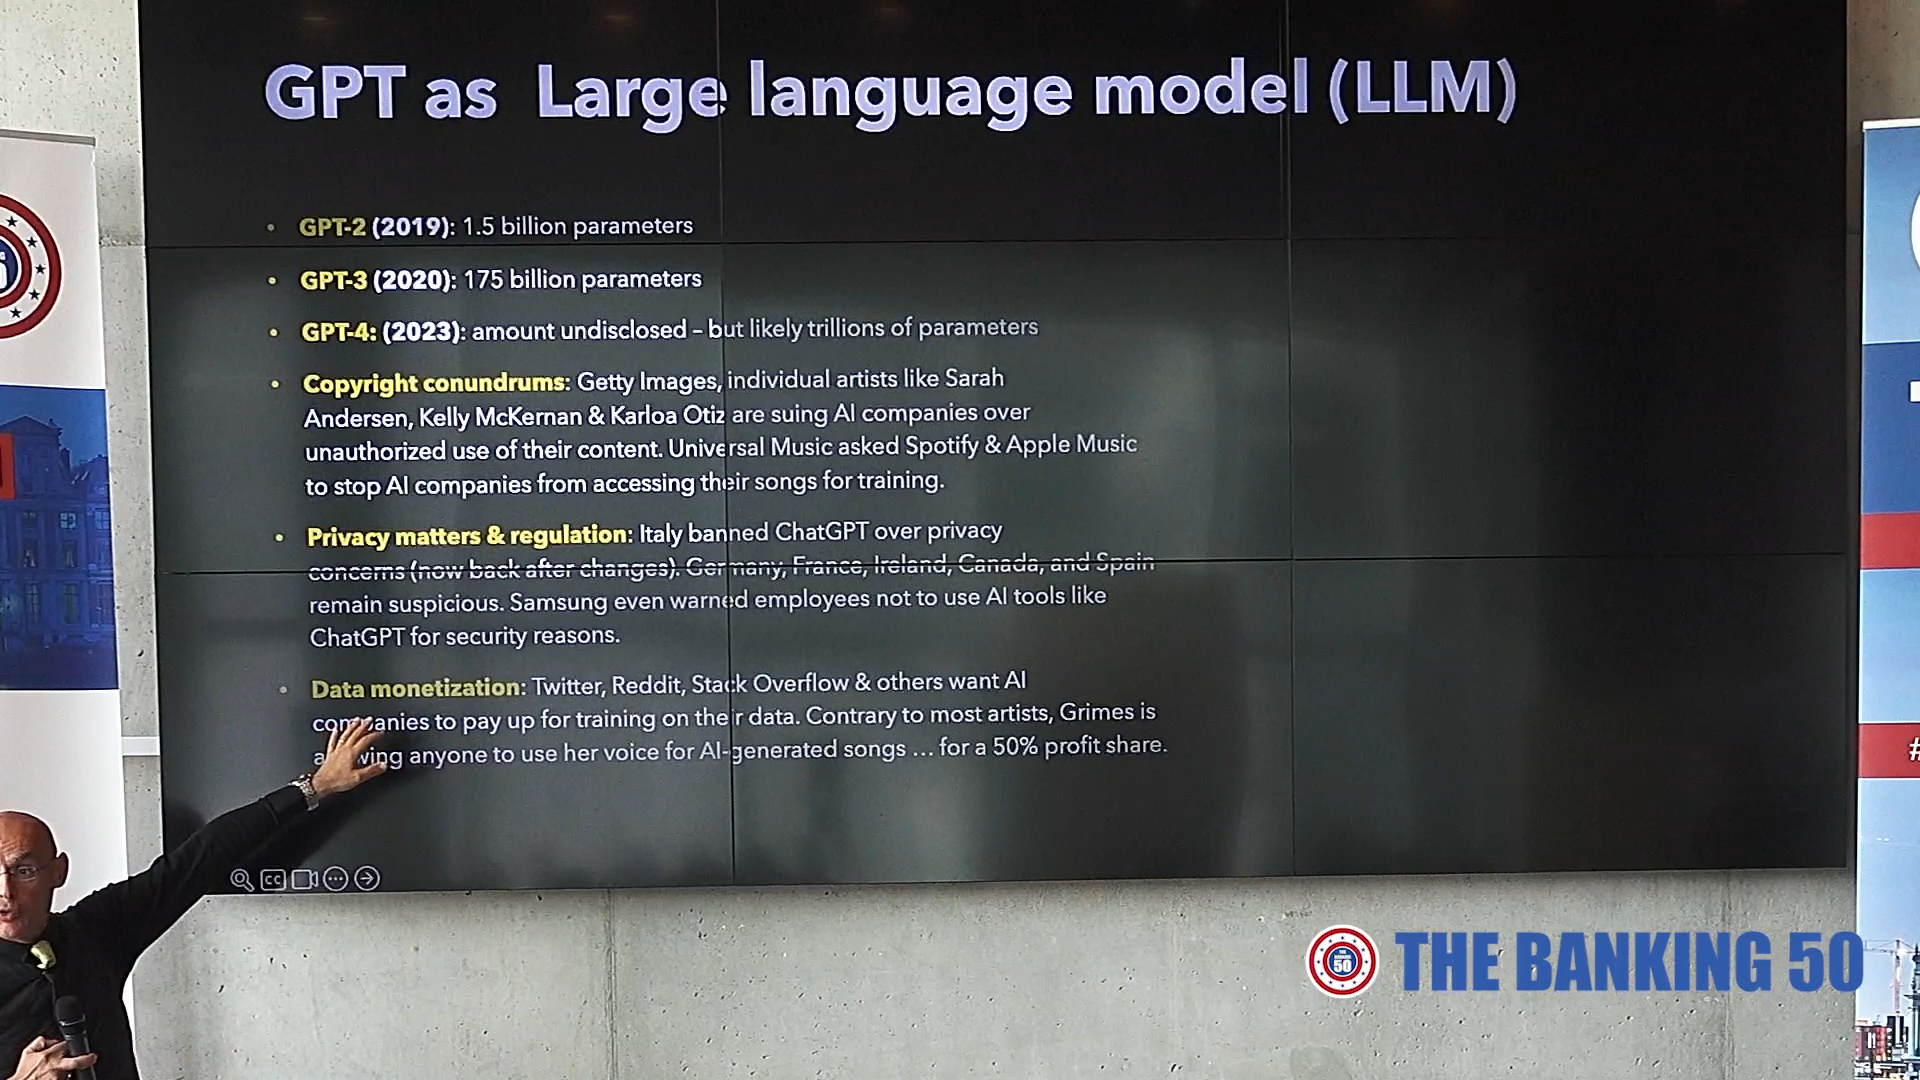 GPT as Large language model (LLM)
• GPT-2 (2019): 1.5 billion parameters
• GPT-3 (2020): 175 billion parameters
• GPT-4: (2023): amount undisclosed – but likely trillions of parameters
• Copyright conundrums: Getty Images, individual artists like Sarah
Andersen, Kelly McKernan & Karloa Otiz are suing AI companies over
unauthorized use of their content. Universal Music asked Spotify & Apple Music
to stop AI companies from accessing their songs for training.
• Privacy matters & regulation: Italy banned ChatGPT over privacy
concerns (now back after changes). Germany, France, Ireland, Canada, and Spain
remain suspicious. Samsung even warned employees not to use AI tools like
ChatGPT for security reasons.
• Data monetization: Twitter, Reddit, Stack Overflow & others want AI
companies to pay up for training on their data. Contrary to most artists, Grimes is
allowing anyone to use her voice for AI-generated songs … for a 50% profit share.
CC
THE BANKING 50
THE BANKING 50